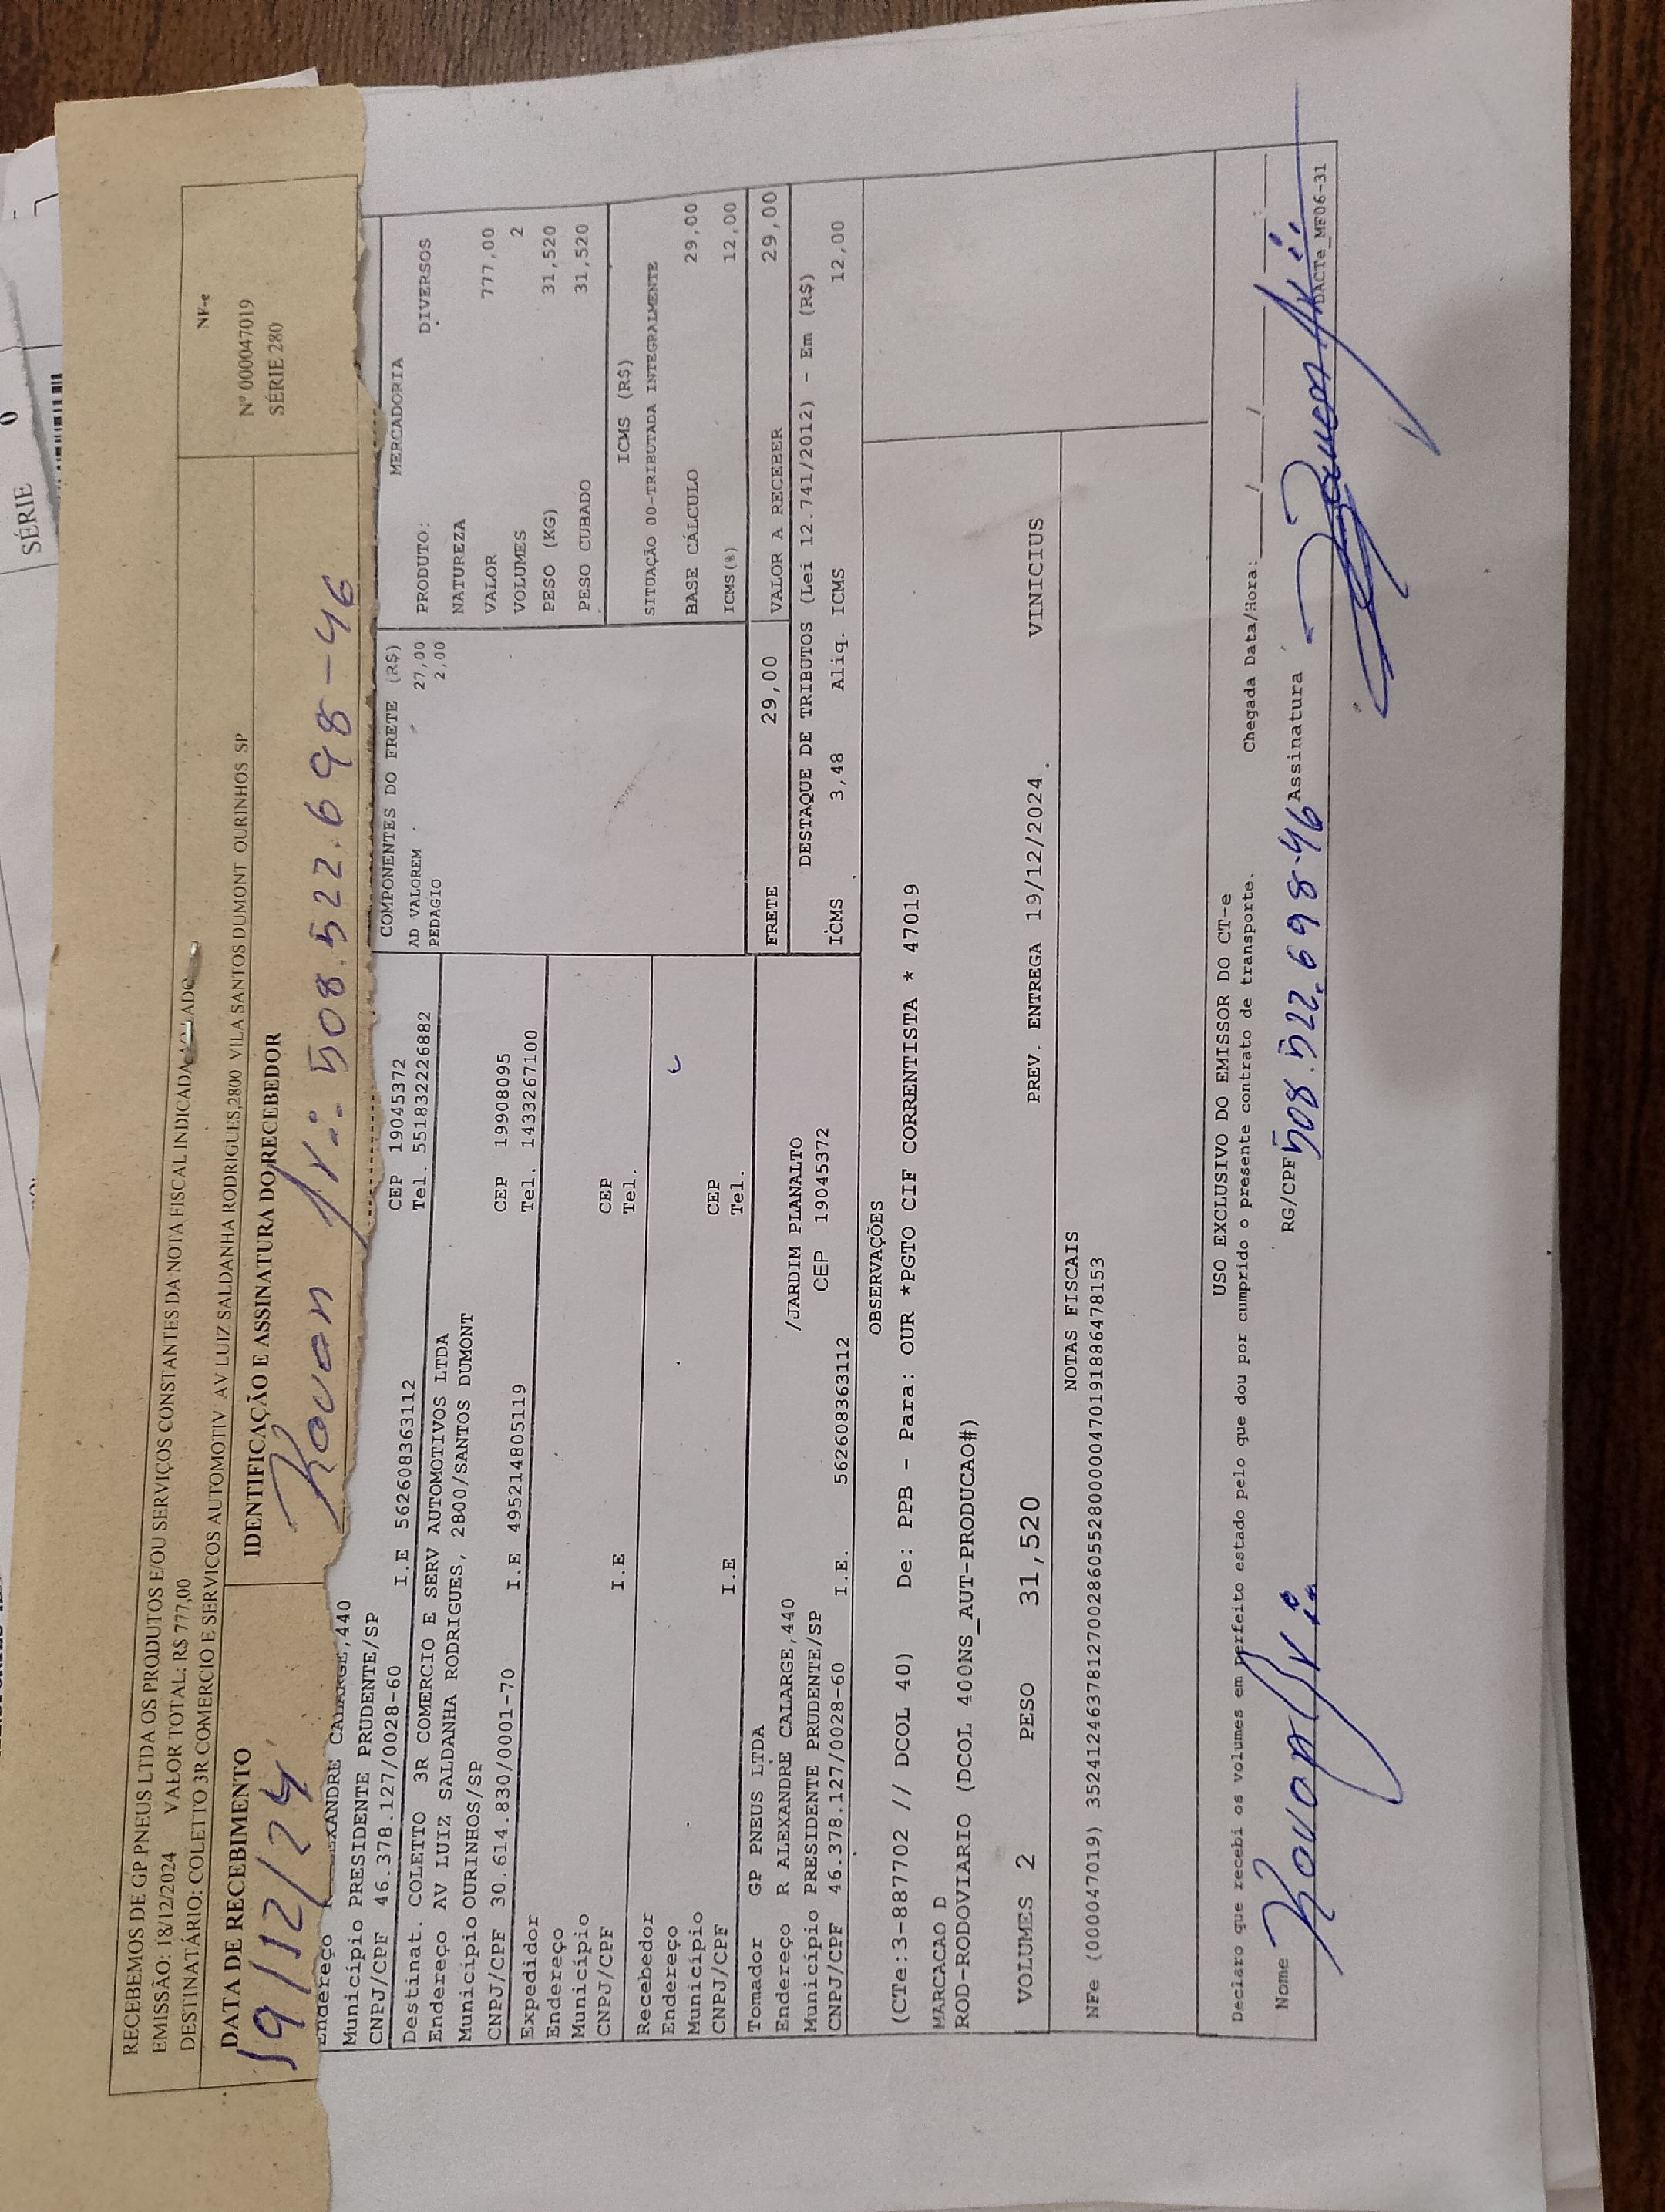 SÉRIE 0
RECEBEMOS DE GP PNEUS LTDA OS PRODUTOS E/OU SERVIÇOS CONSTANTES DA NOTA FISCAL INDICADA AO LADO
EMISSÃO: 18/12/2024 VALOR TOTAL: R$ 777,00
DESTINATÁRIO: COLETTO 3R COMERCIO E SERVICOS AUTOMOTIV AV LUIZ SALDANHA RODRIGUES,2800 VILA SANTOS DUMONT OURINHOS SP
NF-e
Nº 000047019
SÉRIE 280
DATA DE RECEBIMENTO
19/12/24
IDENTIFICAÇÃO E ASSINATURA DO RECEBEDOR
508.522.698-46
Endereço R ALEXANDRE CALARGE,440
Município PRESIDENTE PRUDENTE/SP CEP 19045372
CNPJ/CPF 46.378.127/0028-60 I.E 562608363112 Tel. 5518322226882
Destinat. COLETTO 3R COMERCIO E SERV AUTOMOTIVOS LTDA
Endereço AV LUIZ SALDANHA RODRIGUES, 2800/SANTOS DUMONT
Município OURINHOS/SP CEP 19908095
CNPJ/CPF 30.614.830/0001-70 I.E 495214805119 Tel. 1433267100
Expedidor
Endereço
Município CEP
CNPJ/CPF I.E Tel.
Recebedor
Endereço
Município CEP
CNPJ/CPF I.E Tel.
Tomador GP PNEUS LTDA
Endereço R ALEXANDRE CALARGE,440 /JARDIM PLANALTO
Município PRESIDENTE PRUDENTE/SP CEP 19045372
CNPJ/CPF 46.378.127/0028-60 I.E. 562608363112
COMPONENTES DO FRETE (R$)
AD VALOREM 27,00
PEDAGIO 2,00
MERCADORIA
PRODUTO: DIVERSOS
NATUREZA
VALOR 777,00
VOLUMES 2
PESO (KG) 31,520
PESO CUBADO 31,520
ICMS (R$)
SITUAÇÃO 00-TRIBUTADA INTEGRALMENTE
BASE CÁLCULO 29,00
ICMS(%) 12,00
FRETE 29,00 VALOR A RECEBER 29,00
DESTAQUE DE TRIBUTOS (Lei 12.741/2012) - Em (R$)
ICMS 3,48 Aliq. ICMS 12,00
OBSERVAÇÕES
(CTe:3-887702 // DCOL 40) De: PPB - Para: OUR *PGTO CIF CORRENTISTA * 47019
MARCACAO D
ROD-RODOVIARIO (DCOL 400NS_AUT-PRODUCAO#)
VOLUMES 2 PESO 31,520 PREV. ENTREGA 19/12/2024 VINICIUS
NOTAS FISCAIS
NFe (000047019) 35241246378127002860552800000470191886478153
USO EXCLUSIVO DO EMISSOR DO CT-e
Declaro que recebi os volumes em perfeito estado pelo que dou por cumprido o presente contrato de transporte. Chegada Data/Hora: ___/___/___ ___:___
Nome RG/CPF 508.522.698-46 Assinatura
DACTe_MF06-31